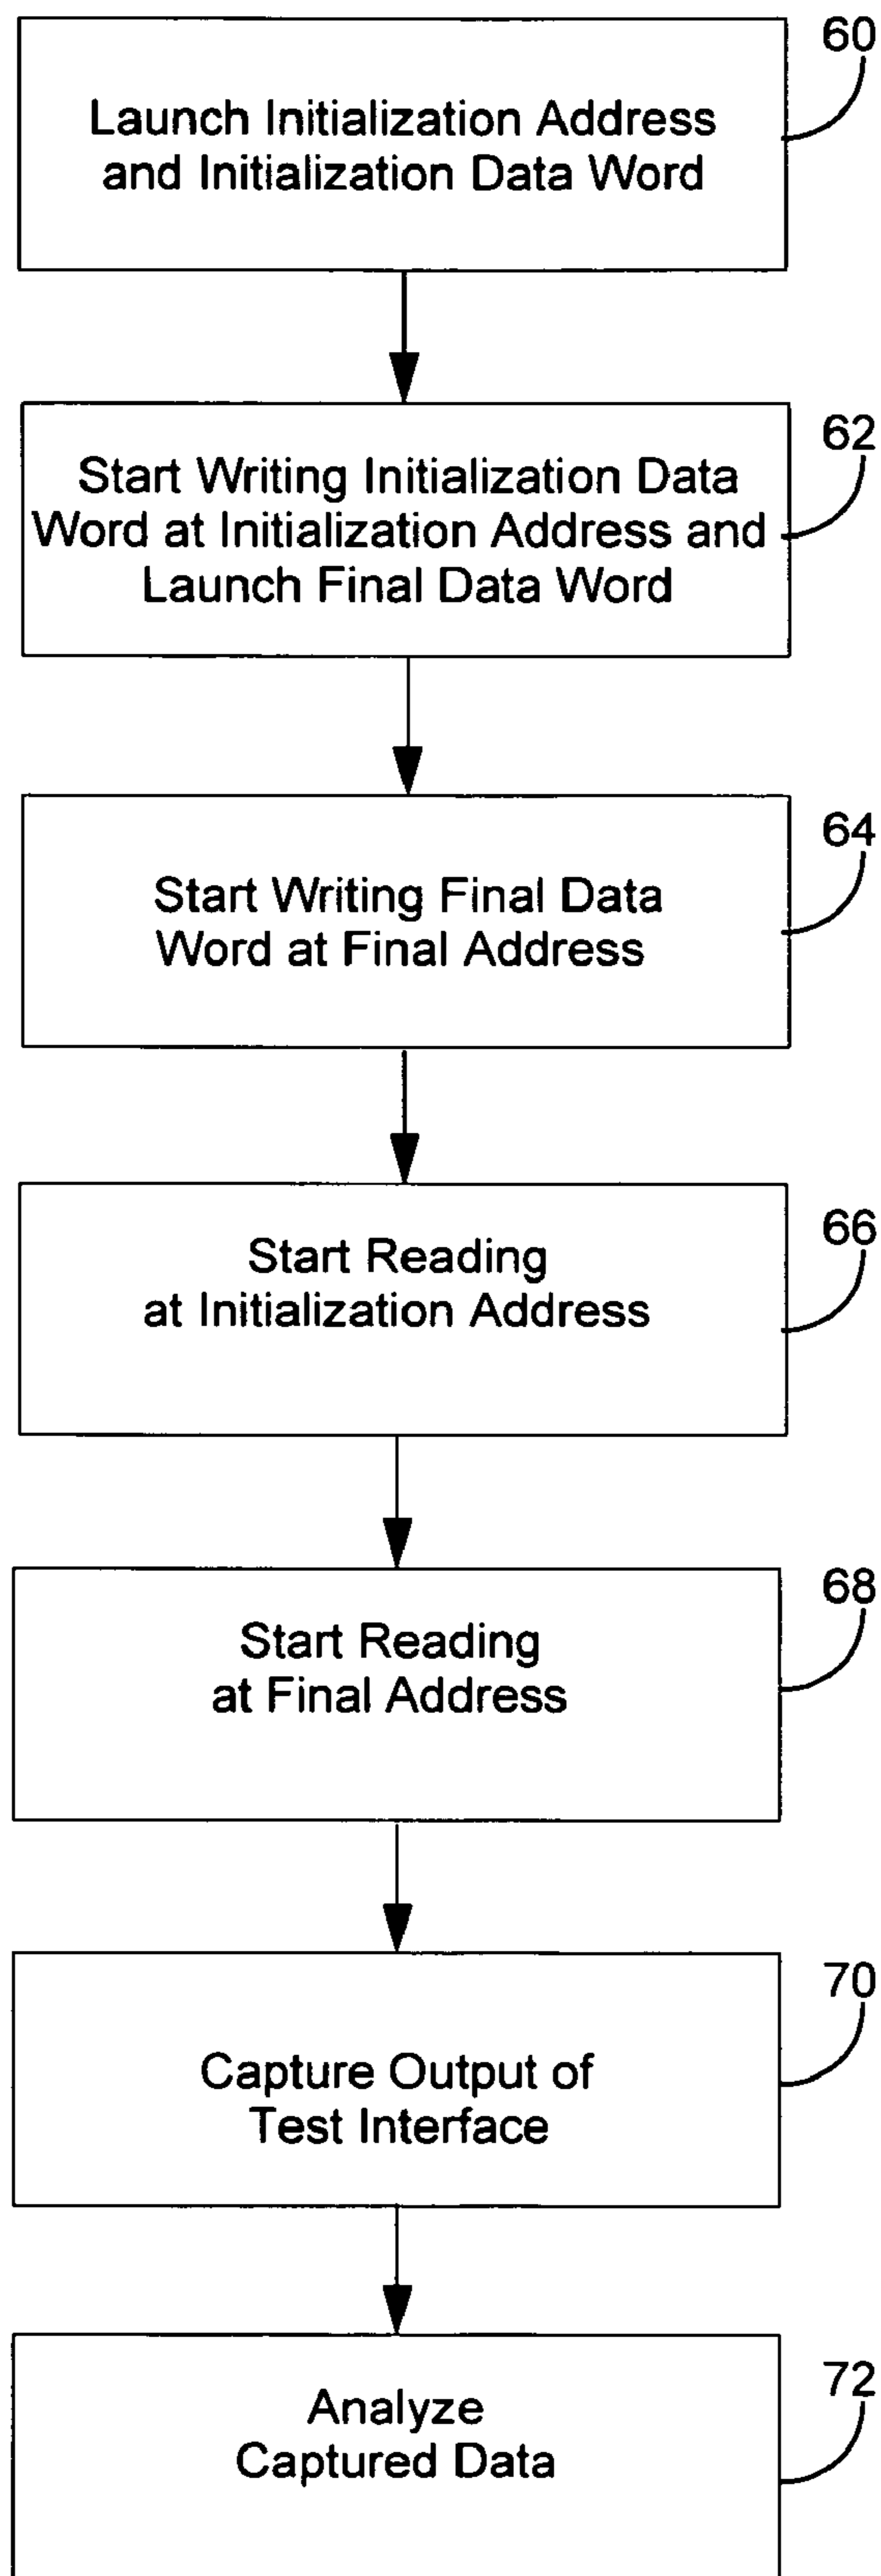 60
Launch Initialization Address
and Initialization Data Word
62
Start Writing Initialization Data
Word at Initialization Address and
Launch Final Data Word
64
Start Writing Final Data
Word at Final Address
66
Start Reading
at Initialization Address
68
Start Reading
at Final Address
70
Capture Output of
Test Interface
72
Analyze
Captured Data